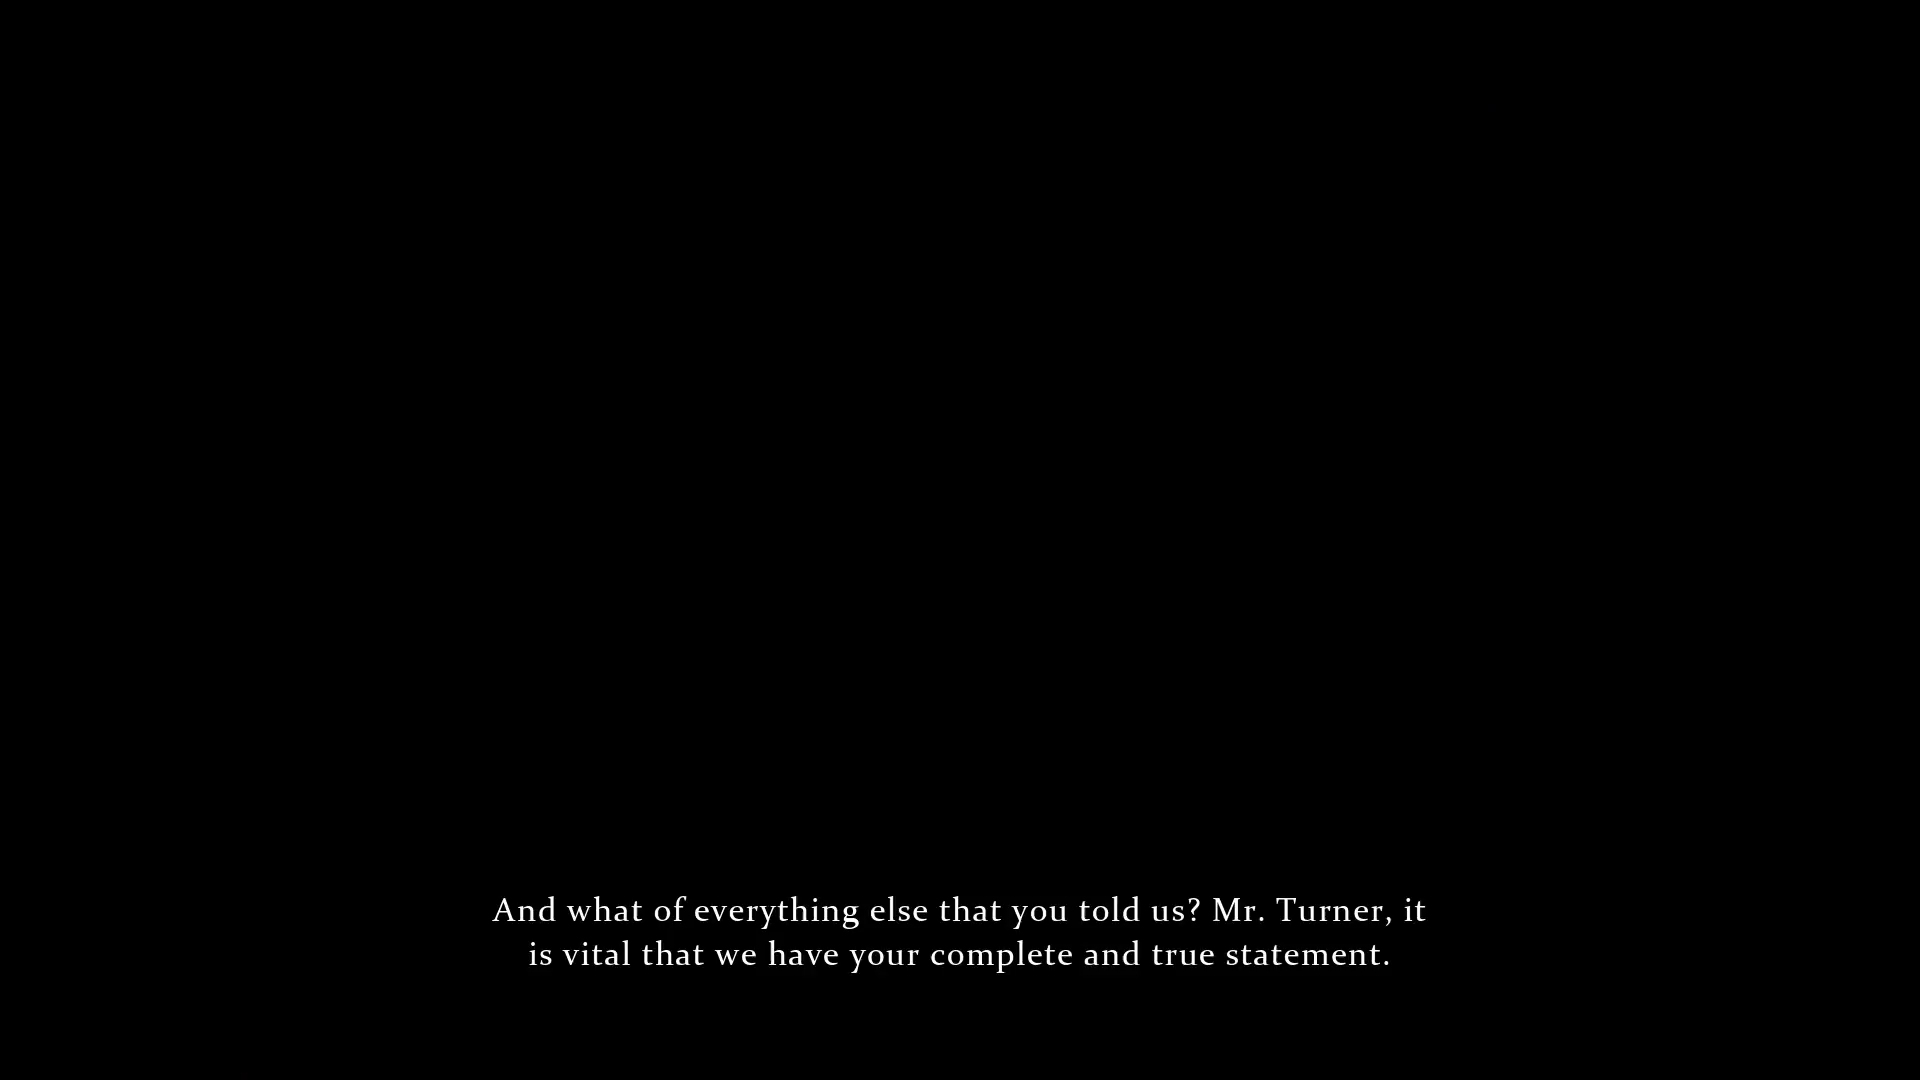 And what of everything else that you told us? Mr. Turner, it
is vital that we have your complete and true statement.